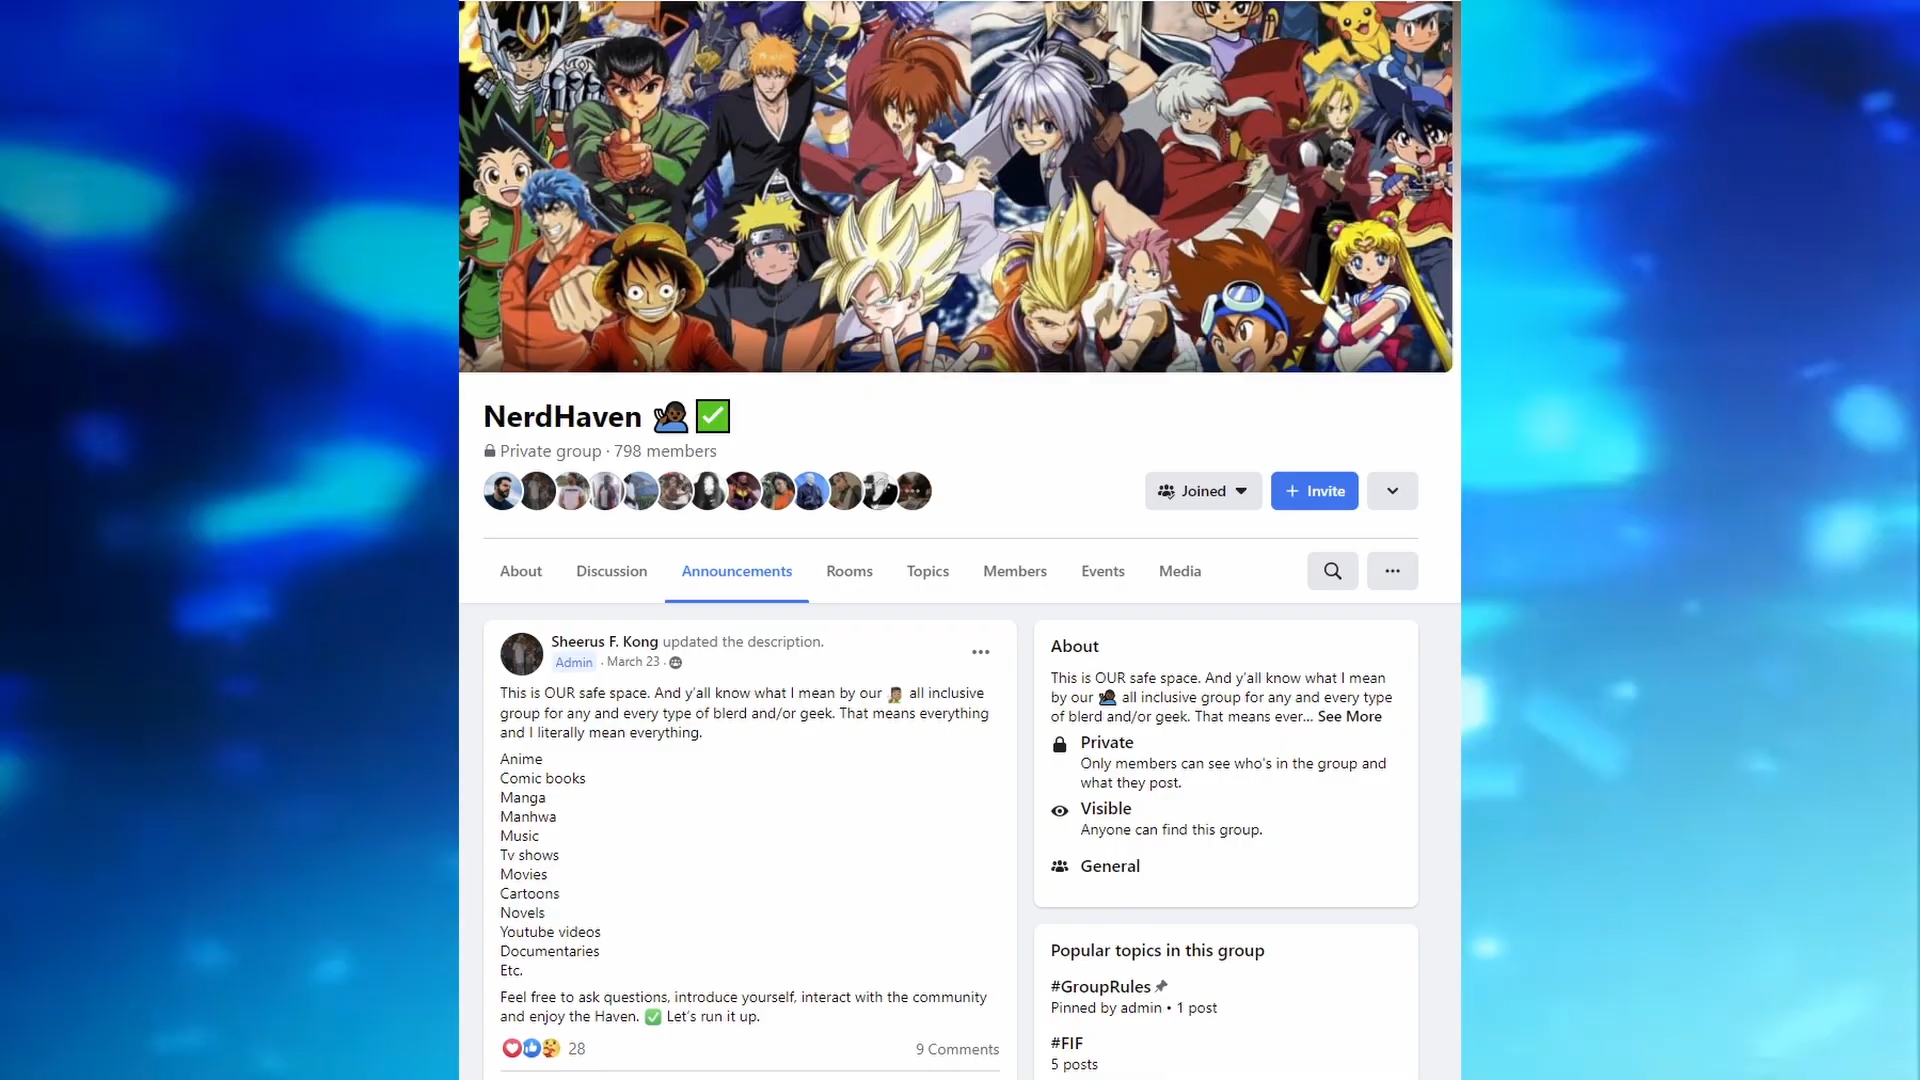 NerdHaven
Private group · 798 members
Joined
+ Invite
About
Discussion
Announcements
Rooms
Topics
Members
Events
Media
Sheerus F. Kong updated the description.
Admin · March 23 ·
This is OUR safe space. And y'all know what I mean by our all inclusive
group for any and every type of blerd and/or geek. That means everything
and I literally mean everything.
Anime
Comic books
Manga
Manhwa
Music
Tv shows
Movies
Cartoons
Novels
Youtube videos
Documentaries
Etc.
Feel free to ask questions, introduce yourself, interact with the community
and enjoy the Haven. ✅ Let's run it up.
28
9 Comments
About
This is OUR safe space. And y'all know what I mean
by our all inclusive group for any and every type
of blerd and/or geek. That means ever... See More
Private
Only members can see who's in the group and
what they post.
Visible
Anyone can find this group.
General
Popular topics in this group
#GroupRules
Pinned by admin • 1 post
#FIF
5 posts